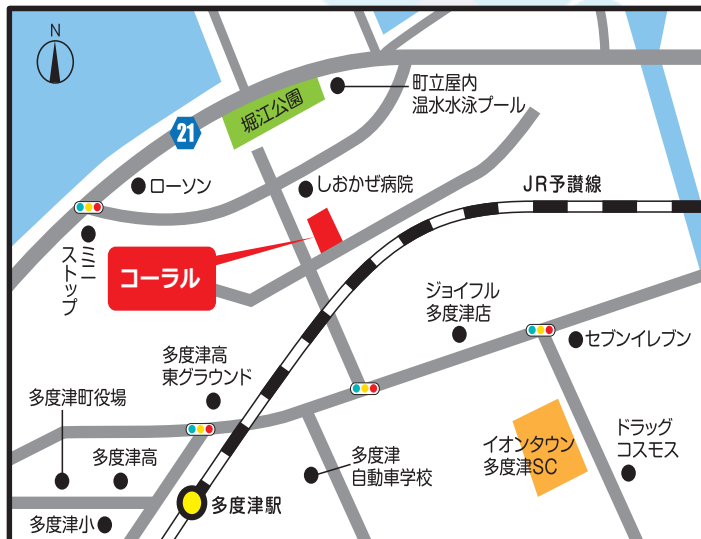 N
町立屋内
温水水泳プール
堀江公園
21
ローソン
しおかぜ病院
JR予讃線
ミニ
ストップ
コーラル
ジョイフル
多度津店
セブンイレブン
多度津高
東グラウンド
多度津町役場
多度津高
多度津
自動車学校
イオンタウン
多度津SC
ドラッグ
コスモス
多度津駅
多度津小